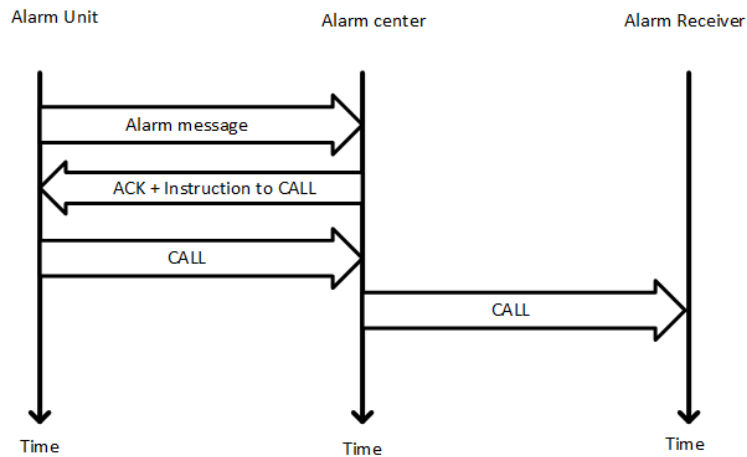 Alarm Unit
Alarm center
Alarm Receiver
Alarm message
ACK + Instruction to CALL
CALL
CALL
Time
Time
Time